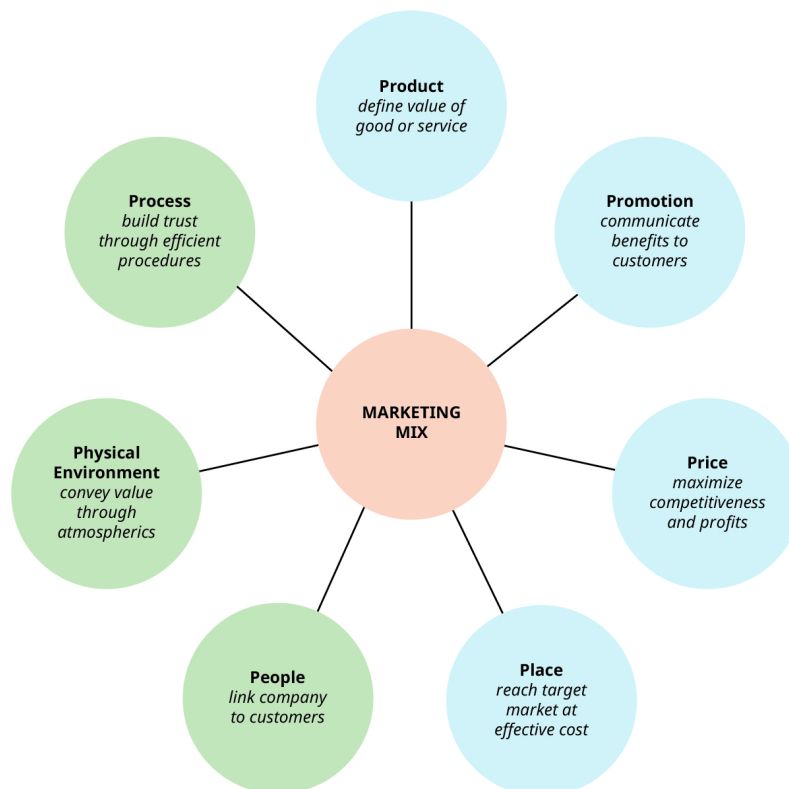 Product
define value of
good or service
Promotion
communicate
benefits to
customers
Price
maximize
competitiveness
and profits
Place
reach target
market at
effective cost
People
link company
to customers
Physical
Environment
convey value
through
atmospherics
Process
build trust
through efficient
procedures
MARKETING
MIX